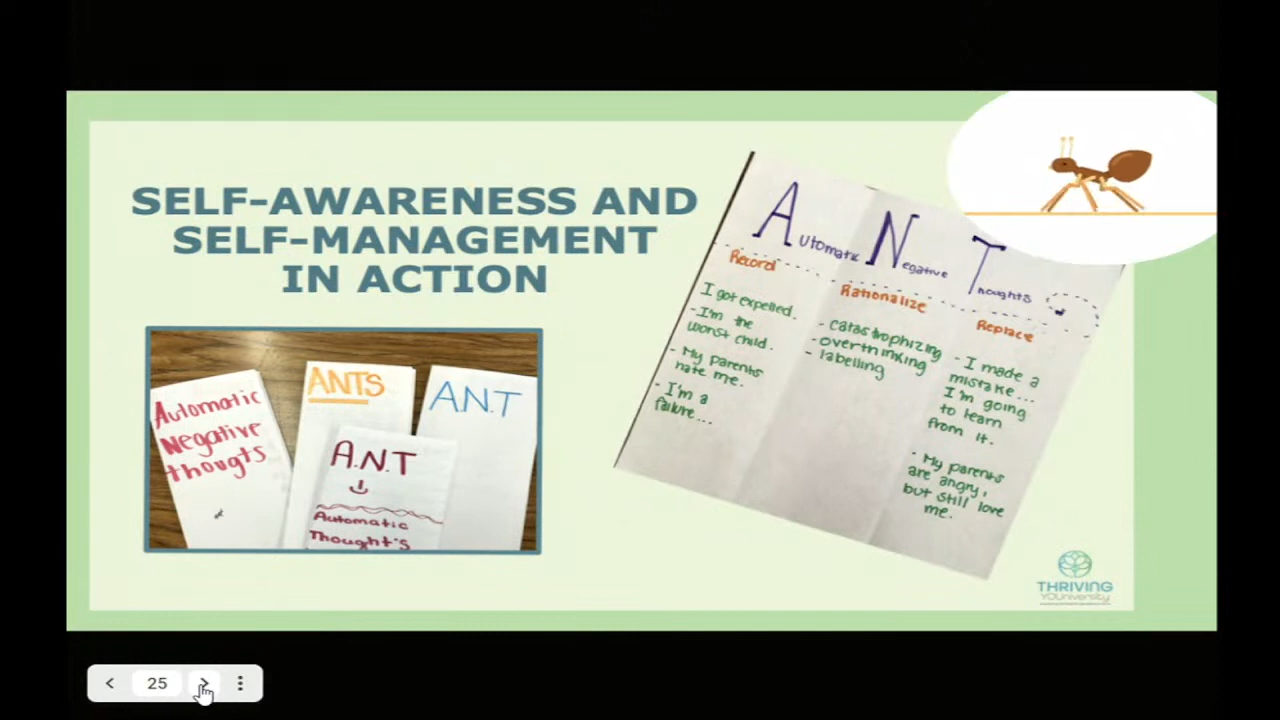 SELF-AWARENESS AND
SELF-MANAGEMENT
IN ACTION
Automatic
Negative
thougts
ANTS
A.N.T
Automatic
Thought's
A.N.T
Automatic Negative Thoughts
Record
I got expelled.
- I'm the
worst child.
- My parents
hate me.
- I'm a
failure...
Rationalize
- catastrophizing
- overthinking
- labelling
Replace
- I made a
mistake...
I'm going
to learn
from it.
- My parents
are angry,
but still love
me.
THRIVING
YOUniversity
25